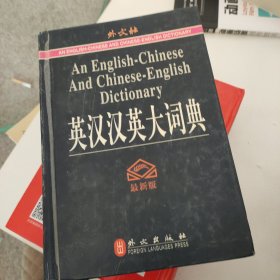 外文社
AN ENGLISH-CHINESE AND CHINESE-ENGLISH DICTIONARY
An English-Chinese
And Chinese-English
Dictionary
英汉汉英大词典
最新版
外文出版社
FOREIGN LANGUAGES PRESS